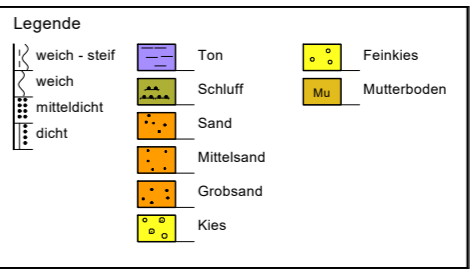 Legende
weich - steif
weich
mitteldicht
dicht
Ton
Schluff
Sand
Mittelsand
Grobsand
Kies
Feinkies
Mu Mutterboden